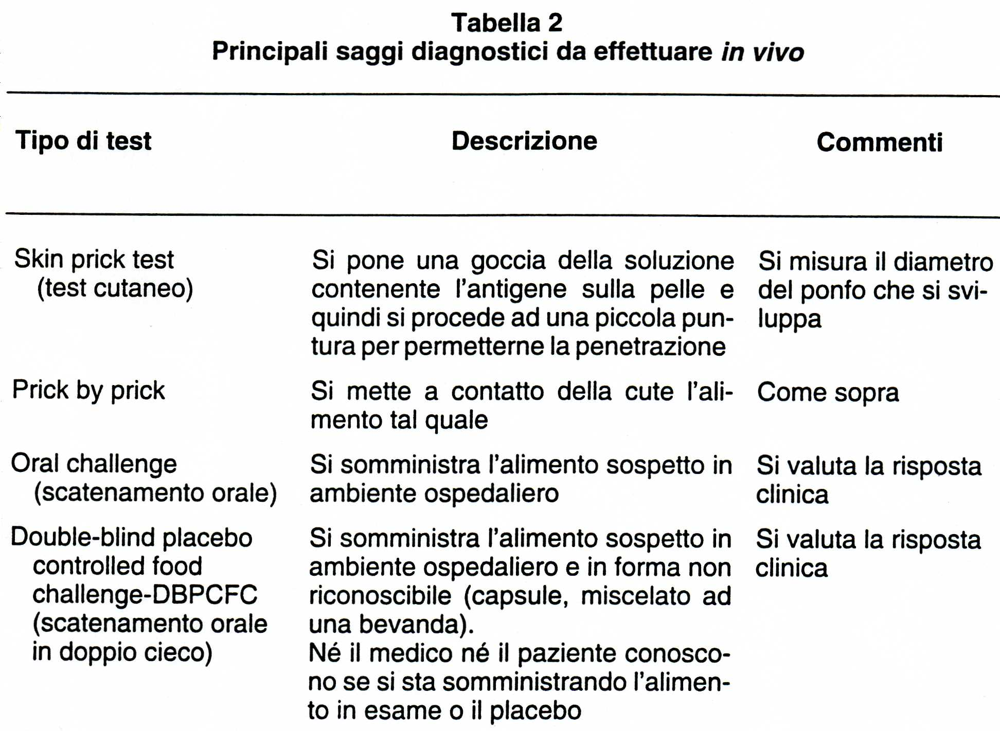 Tabella 2
Principali saggi diagnostici da effettuare in vivo
Tipo di test
Descrizione
Commenti
Skin prick test
(test cutaneo)
Si pone una goccia della soluzione
contenente l'antigene sulla pelle e
quindi si procede ad una piccola pun-
tura per permetterne la penetrazione
Si misura il diametro
del ponfo che si svi-
luppa
Prick by prick
Si mette a contatto della cute l'ali-
mento tal quale
Come sopra
Oral challenge
(scatenamento orale)
Si somministra l'alimento sospetto in
ambiente ospedaliero
Si valuta la risposta
clinica
Double-blind placebo
controlled food
challenge-DBPCFC
(scatenamento orale
in doppio cieco)
Si somministra l'alimento sospetto in
ambiente ospedaliero e in forma non
riconoscibile (capsule, miscelato ad
una bevanda).
Né il medico né il paziente conosco-
no se si sta somministrando l'alimen-
to in esame o il placebo
Si valuta la risposta
clinica